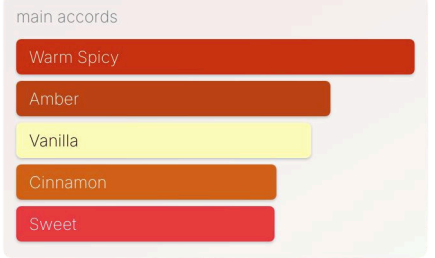 main accords
Warm Spicy
Amber
Vanilla
Cinnamon
Sweet